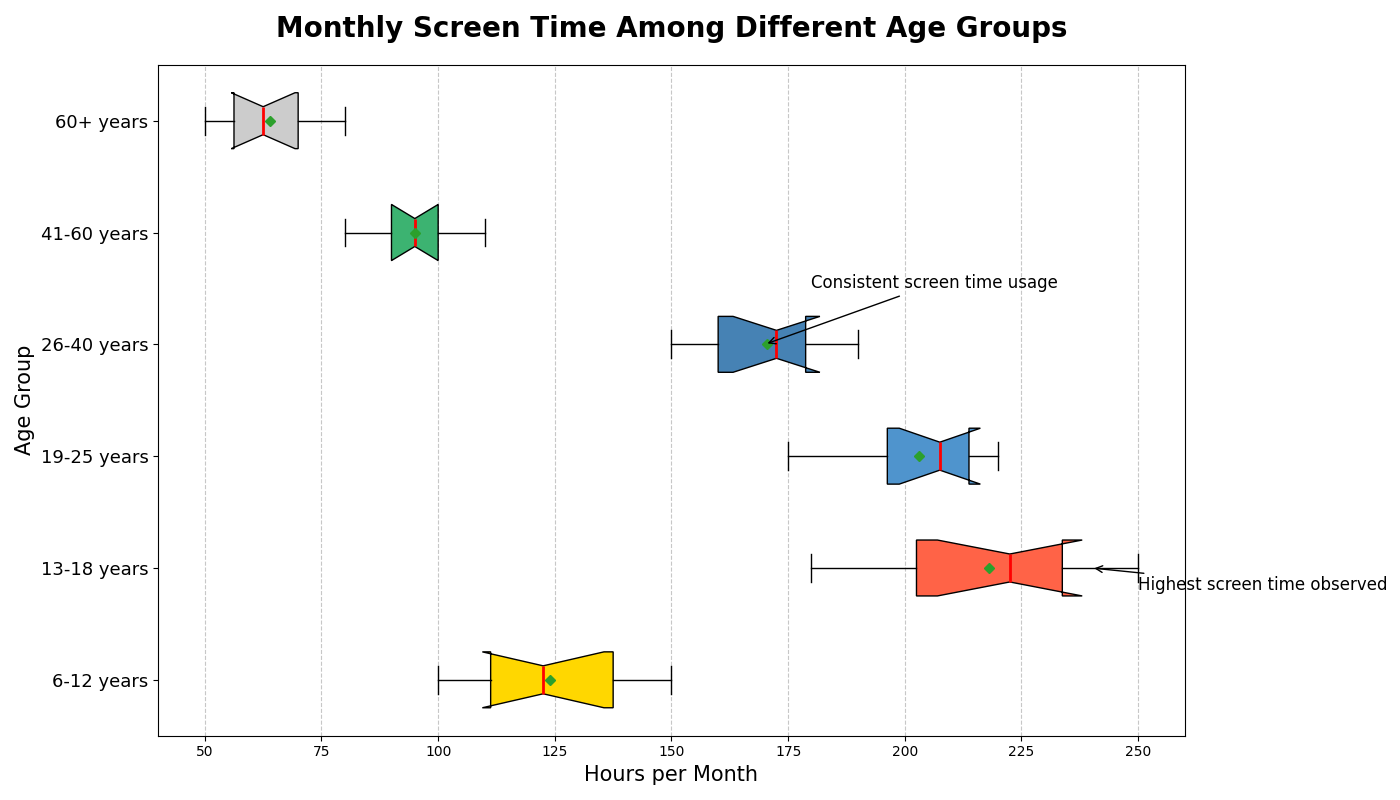 Monthly Screen Time Among Different Age Groups
60+ years
41-60 years
Consistent screen time usage
26-40 years
Age Group
19-25 years
13-18 years
Highest screen time observed
6-12 years
50 75 100 125 150 175 200 225 250
Hours per Month